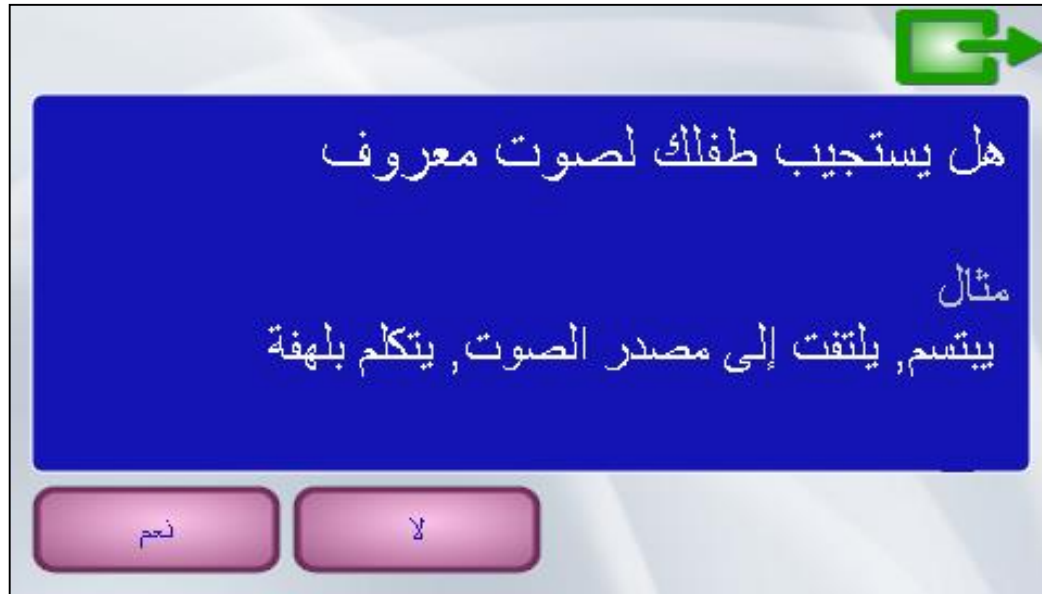 هل يستجيب طفلك لصوت معروف
مثال
يبتسم, يلتفت إلى مصدر الصوت, يتكلم بلهفة
لا
نعم